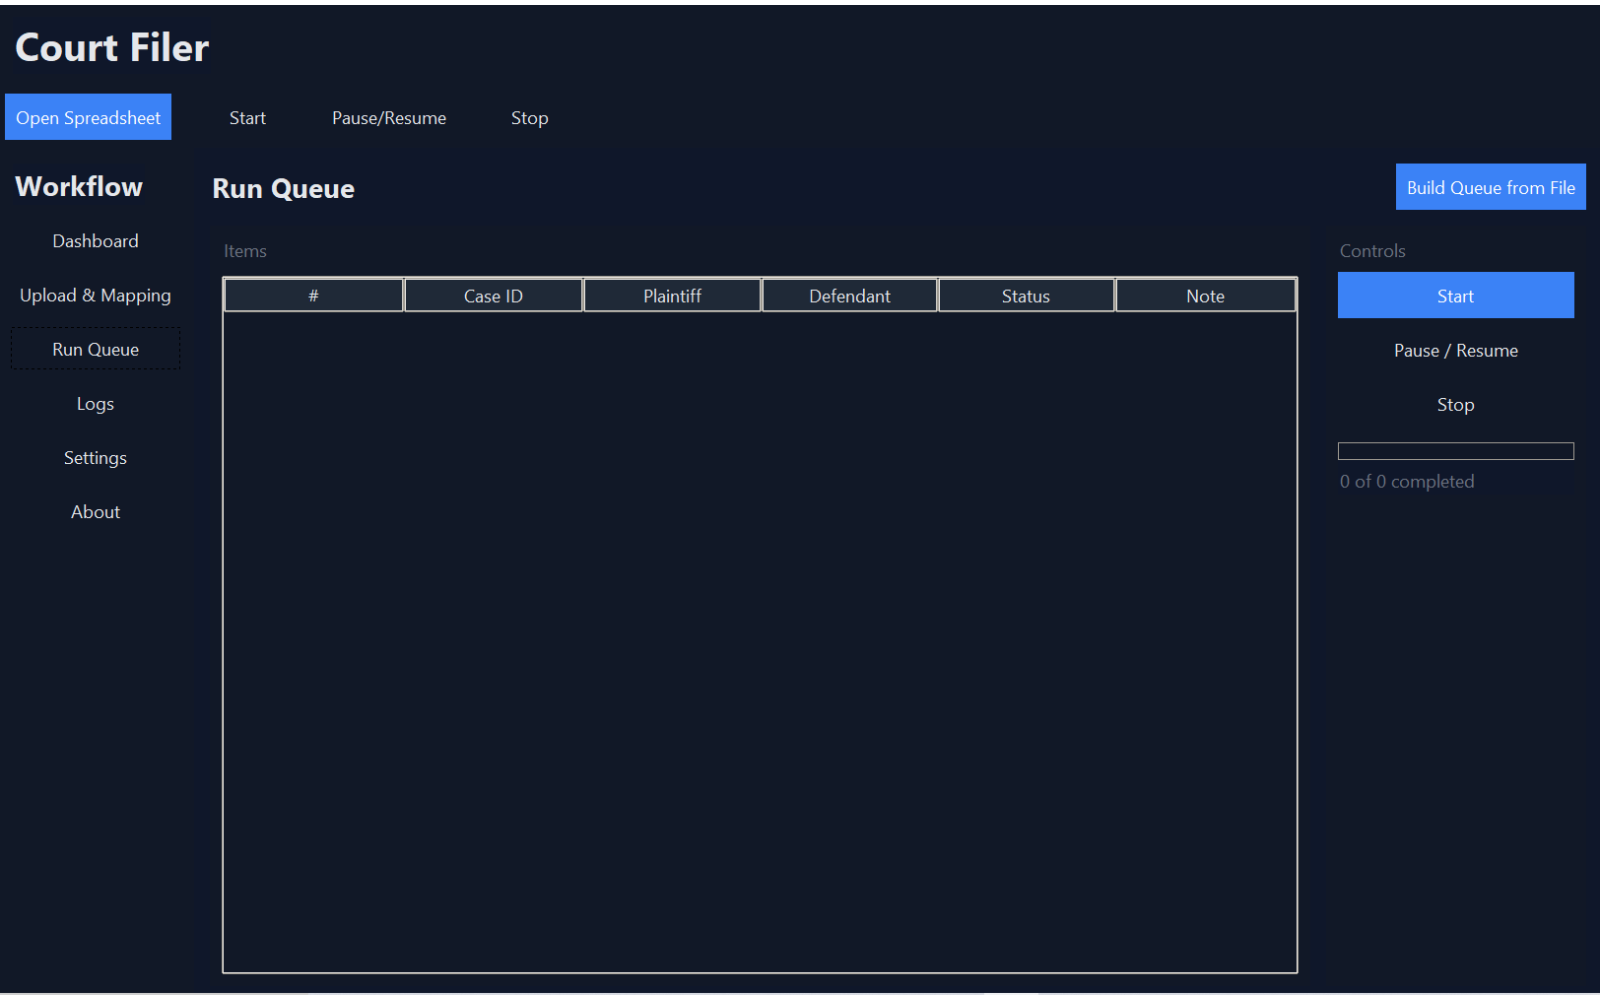 Court Filer
Open Spreadsheet Start Pause/Resume Stop
Workflow
Dashboard
Upload & Mapping
Run Queue
Logs
Settings
About
Run Queue
Build Queue from File
Items
# Case ID Plaintiff Defendant Status Note
Controls
Start
Pause / Resume
Stop
0 of 0 completed